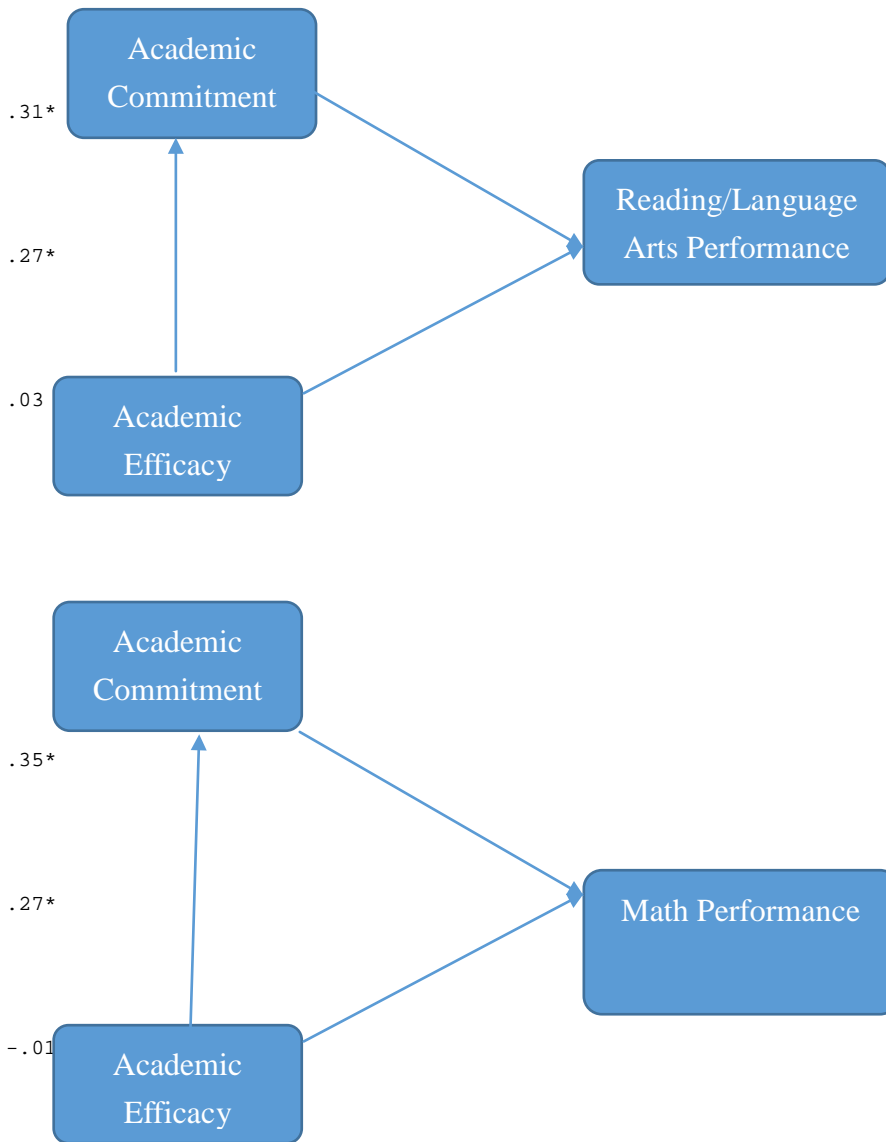 Academic
Commitment
.31*
Reading/Language
Arts Performance
.27*
.03
Academic
Efficacy
Academic
Commitment
.35*
.27*
Math Performance
-.01
Academic
Efficacy